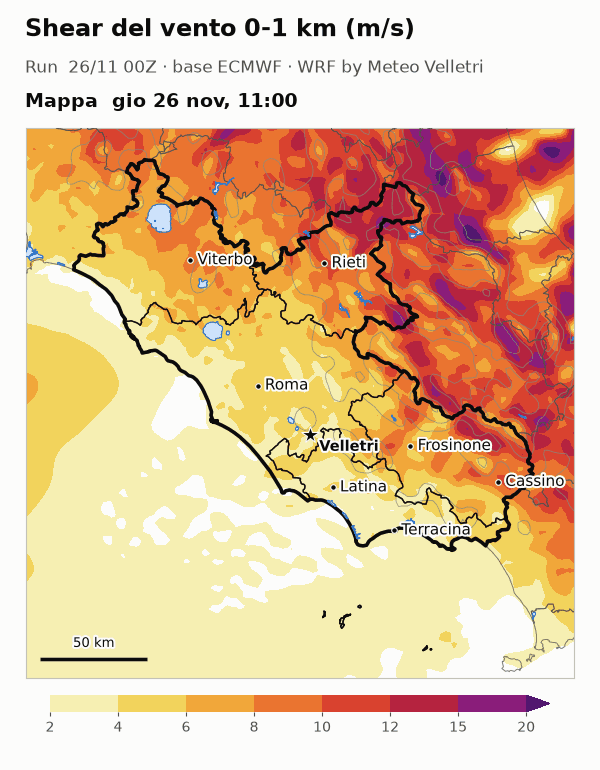 Shear del vento 0-1 km (m/s)
Run  26/11 00Z · base ECMWF · WRF by Meteo Velletri
Mappa  gio 26 nov, 11:00
Viterbo
Rieti
Roma
Velletri
Frosinone
Latina
Cassino
Terracina
50 km
2 4 6 8 10 12 15 20